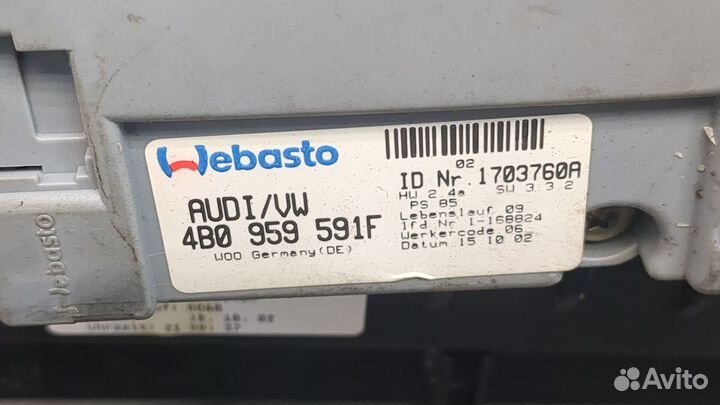 Webasto
02
ID Nr 1703760A
HW 2.4a SW 3.3.2
PS 85
Lebenslauf 09
lfd Nr 1-168824
Werkercode 06
Datum 15 10 02
AUDI/VW
4B0 959 591F
WOO Germany(DE)
Webasto
Avito